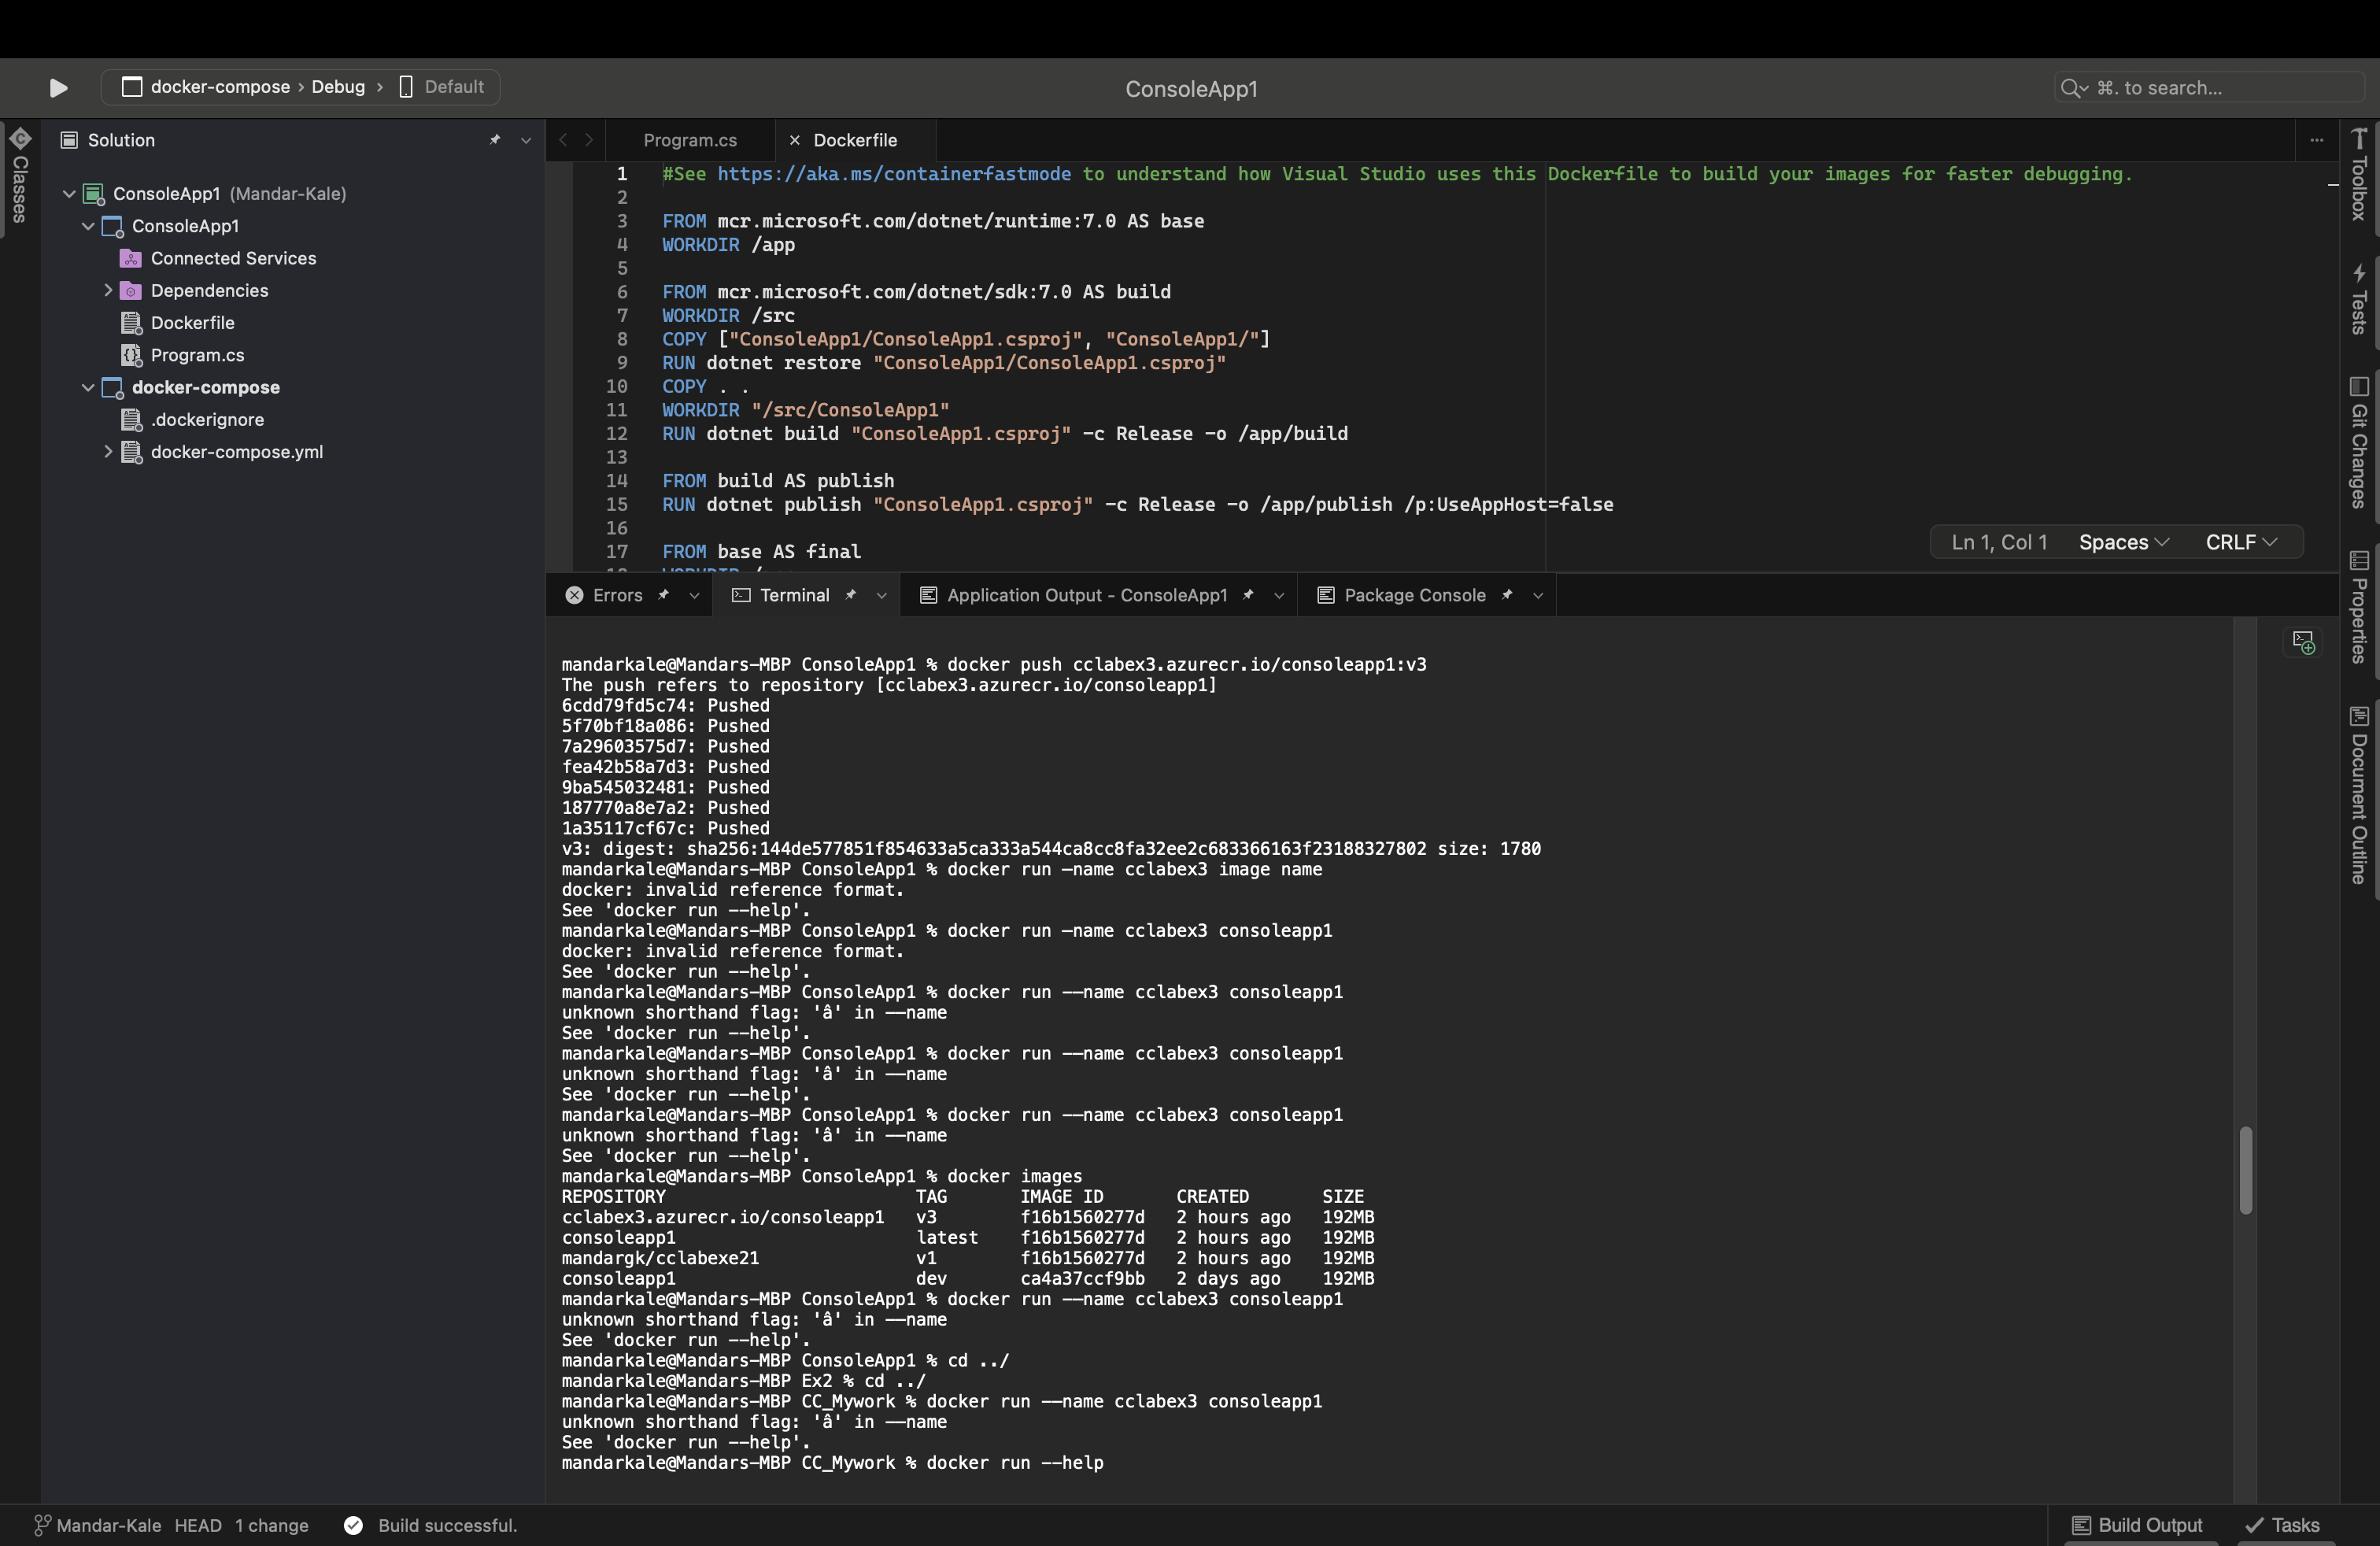 docker-compose › Debug › Default
ConsoleApp1
⌘. to search...
Classes
Solution
ConsoleApp1 (Mandar-Kale)
ConsoleApp1
Connected Services
Dependencies
Dockerfile
Program.cs
docker-compose
.dockerignore
docker-compose.yml
Program.cs
Dockerfile
1 #See https://aka.ms/containerfastmode to understand how Visual Studio uses this Dockerfile to build your images for faster debugging.
2
3 FROM mcr.microsoft.com/dotnet/runtime:7.0 AS base
4 WORKDIR /app
5
6 FROM mcr.microsoft.com/dotnet/sdk:7.0 AS build
7 WORKDIR /src
8 COPY ["ConsoleApp1/ConsoleApp1.csproj", "ConsoleApp1/"]
9 RUN dotnet restore "ConsoleApp1/ConsoleApp1.csproj"
10 COPY . .
11 WORKDIR "/src/ConsoleApp1"
12 RUN dotnet build "ConsoleApp1.csproj" -c Release -o /app/build
13
14 FROM build AS publish
15 RUN dotnet publish "ConsoleApp1.csproj" -c Release -o /app/publish /p:UseAppHost=false
16
17 FROM base AS final
Ln 1, Col 1 Spaces CRLF
Errors
Terminal
Application Output - ConsoleApp1
Package Console
mandarkale@Mandars-MBP ConsoleApp1 % docker push cclabex3.azurecr.io/consoleapp1:v3
The push refers to repository [cclabex3.azurecr.io/consoleapp1]
6cdd79fd5c74: Pushed
5f70bf18a086: Pushed
7a29603575d7: Pushed
fea42b58a7d3: Pushed
9ba545032481: Pushed
187770a8e7a2: Pushed
1a35117cf67c: Pushed
v3: digest: sha256:144de577851f854633a5ca333a544ca8cc8fa32ee2c683366163f23188327802 size: 1780
mandarkale@Mandars-MBP ConsoleApp1 % docker run –name cclabex3 image name
docker: invalid reference format.
See 'docker run --help'.
mandarkale@Mandars-MBP ConsoleApp1 % docker run –name cclabex3 consoleapp1
docker: invalid reference format.
See 'docker run --help'.
mandarkale@Mandars-MBP ConsoleApp1 % docker run —-name cclabex3 consoleapp1
unknown shorthand flag: 'â' in —-name
See 'docker run --help'.
mandarkale@Mandars-MBP ConsoleApp1 % docker run —-name cclabex3 consoleapp1
unknown shorthand flag: 'â' in —-name
See 'docker run --help'.
mandarkale@Mandars-MBP ConsoleApp1 % docker run —-name cclabex3 consoleapp1
unknown shorthand flag: 'â' in —-name
See 'docker run --help'.
mandarkale@Mandars-MBP ConsoleApp1 % docker images
REPOSITORY TAG IMAGE ID CREATED SIZE
cclabex3.azurecr.io/consoleapp1 v3 f16b1560277d 2 hours ago 192MB
consoleapp1 latest f16b1560277d 2 hours ago 192MB
mandargk/cclabexe21 v1 f16b1560277d 2 hours ago 192MB
consoleapp1 dev ca4a37ccf9bb 2 days ago 192MB
mandarkale@Mandars-MBP ConsoleApp1 % docker run —-name cclabex3 consoleapp1
unknown shorthand flag: 'â' in —-name
See 'docker run --help'.
mandarkale@Mandars-MBP ConsoleApp1 % cd ../
mandarkale@Mandars-MBP Ex2 % cd ../
mandarkale@Mandars-MBP CC_Mywork % docker run —-name cclabex3 consoleapp1
unknown shorthand flag: 'â' in —-name
See 'docker run --help'.
mandarkale@Mandars-MBP CC_Mywork % docker run --help
Toolbox
Tests
Git Changes
Properties
Document Outline
Mandar-Kale HEAD 1 change Build successful.
Build Output Tasks